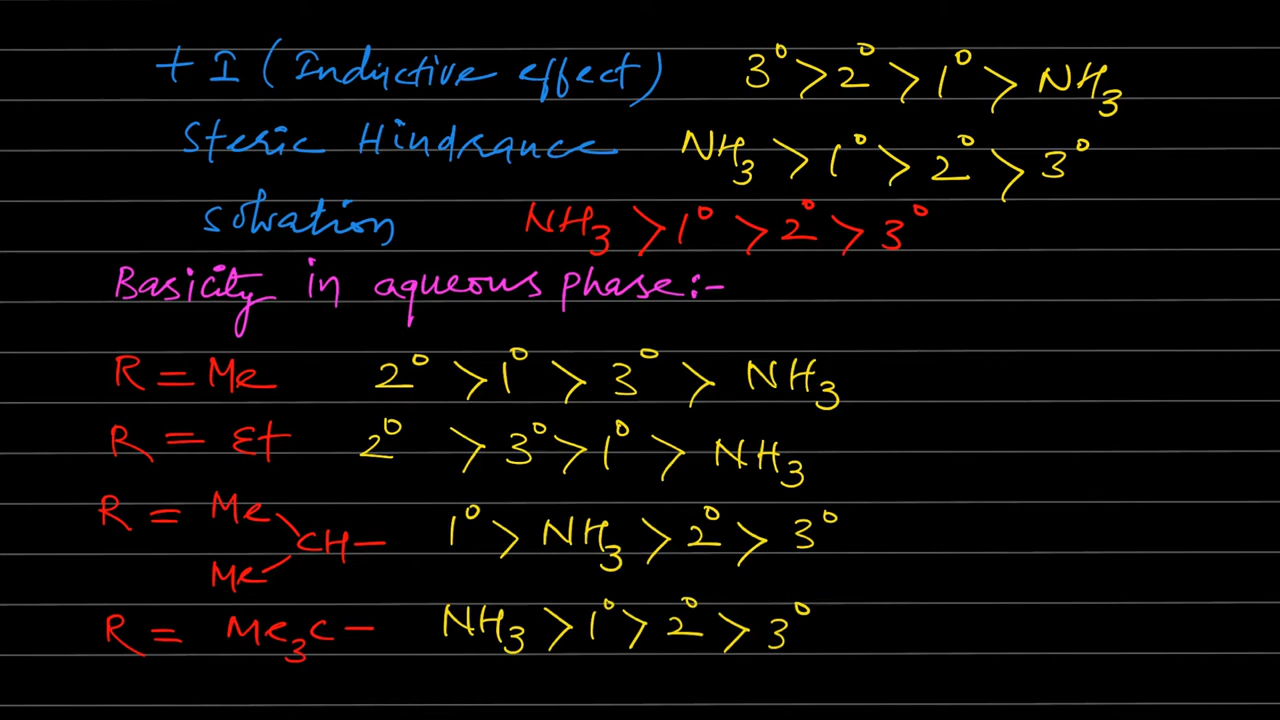 + I (Inductive effect) 3° > 2° > 1° > NH₃
Steric Hindrance NH₃ > 1° > 2° > 3°
solvation NH₃ > 1° > 2° > 3°
Basicity in aqueous phase:-
R = Me 2° > 1° > 3° > NH₃
R = Et 2° > 3° > 1° > NH₃
R = Me
CH— 1° > NH₃ > 2° > 3°
Me
R = Me₃C — NH₃ > 1° > 2° > 3°